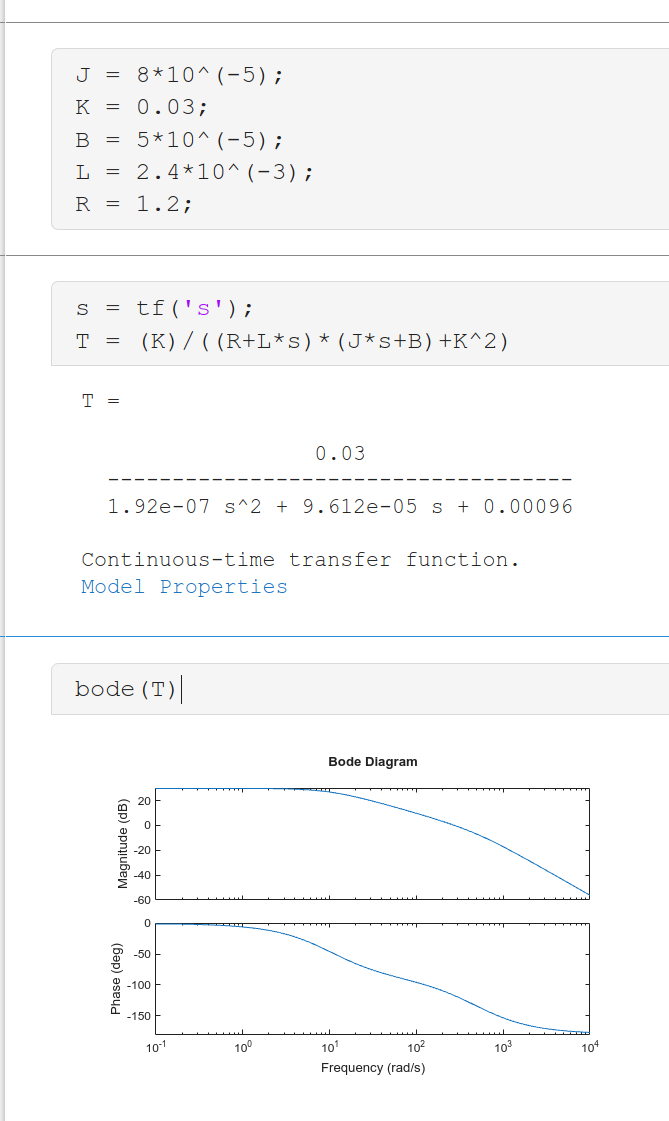 J = 8*10^(-5);
K = 0.03;
B = 5*10^(-5);
L = 2.4*10^(-3);
R = 1.2;
s = tf('s');
T = (K)/((R+L*s)*(J*s+B)+K^2)
T =
0.03
------------------------------------
1.92e-07 s^2 + 9.612e-05 s + 0.00096
Continuous-time transfer function.
Model Properties
bode(T)
Bode Diagram
Magnitude (dB)
20
0
-20
-40
-60
Phase (deg)
0
-50
-100
-150
10^-1 10^0 10^1 10^2 10^3 10^4
Frequency (rad/s)